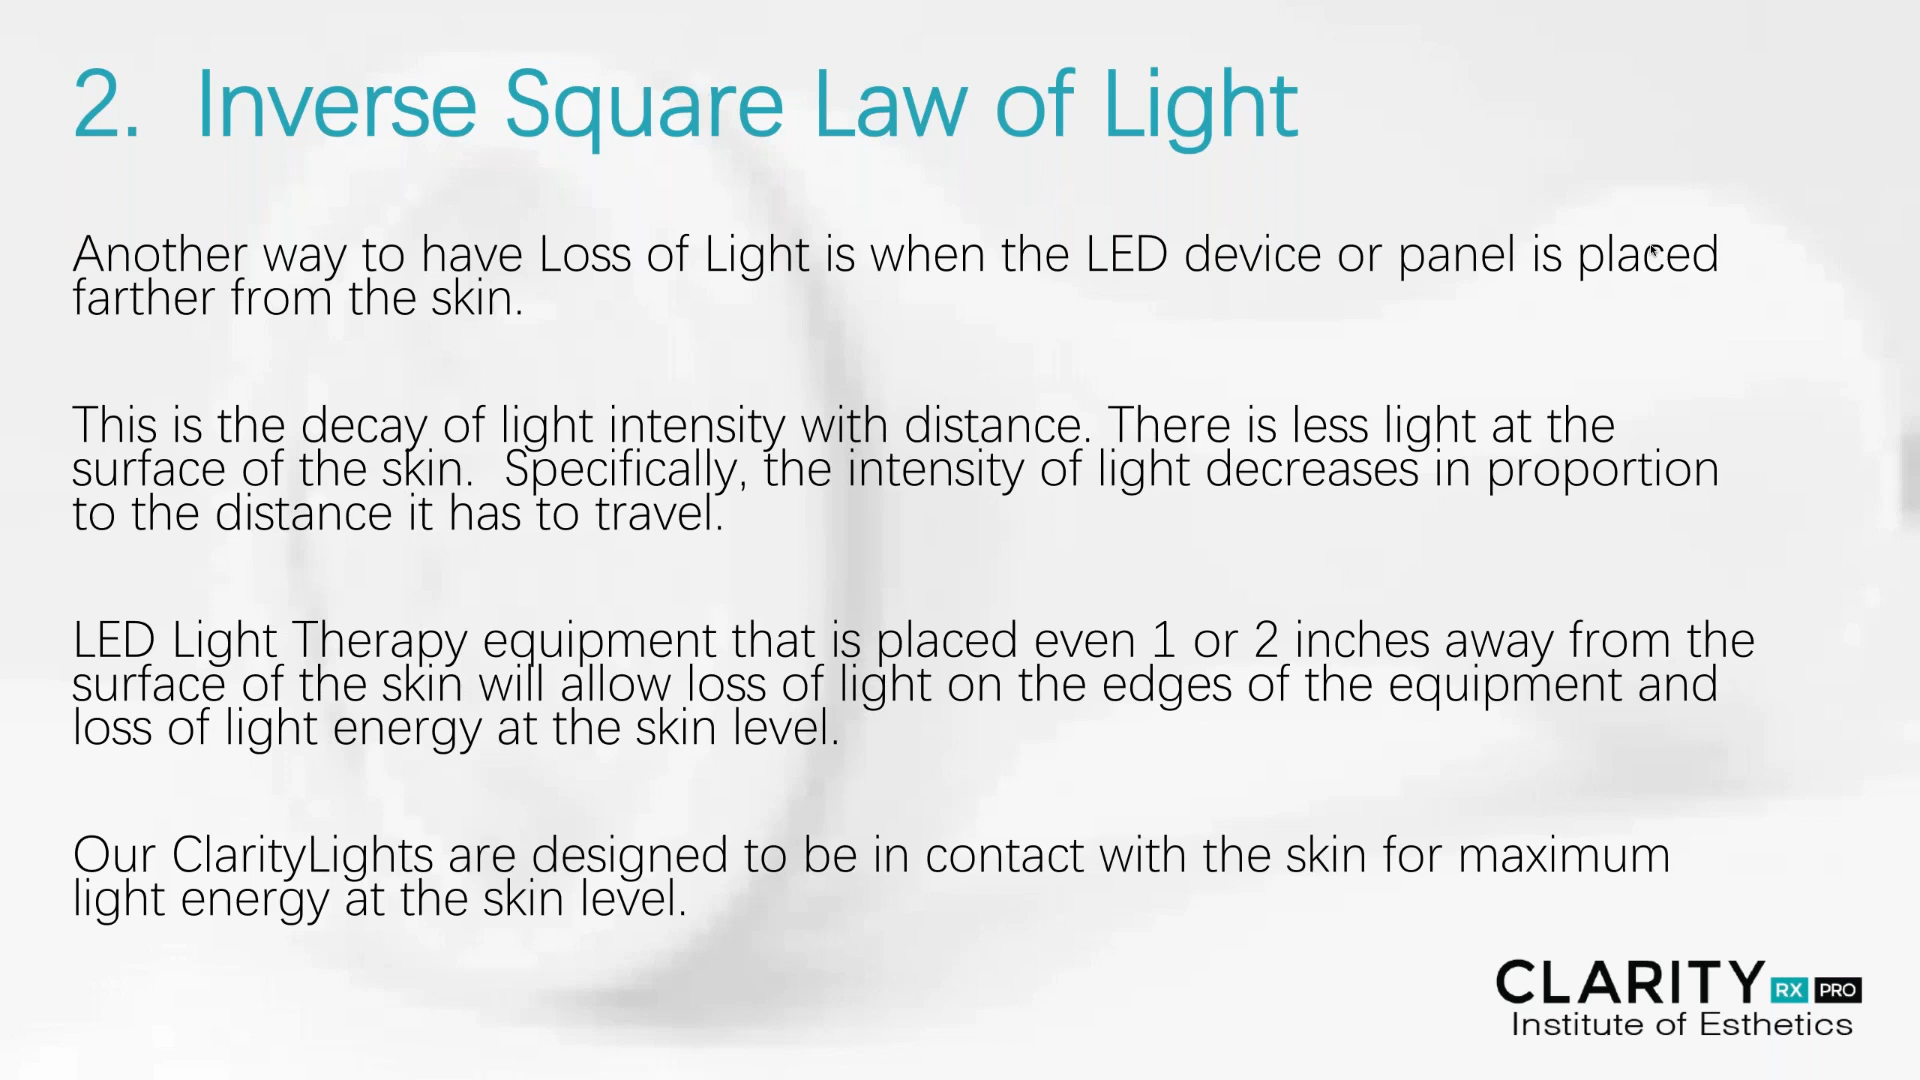 2. Inverse Square Law of Light
Another way to have Loss of Light is when the LED device or panel is placed
farther from the skin.
This is the decay of light intensity with distance. There is less light at the
surface of the skin. Specifically, the intensity of light decreases in proportion
to the distance it has to travel.
LED Light Therapy equipment that is placed even 1 or 2 inches away from the
surface of the skin will allow loss of light on the edges of the equipment and
loss of light energy at the skin level.
Our ClarityLights are designed to be in contact with the skin for maximum
light energy at the skin level.
CLARITY RX PRO
Institute of Esthetics